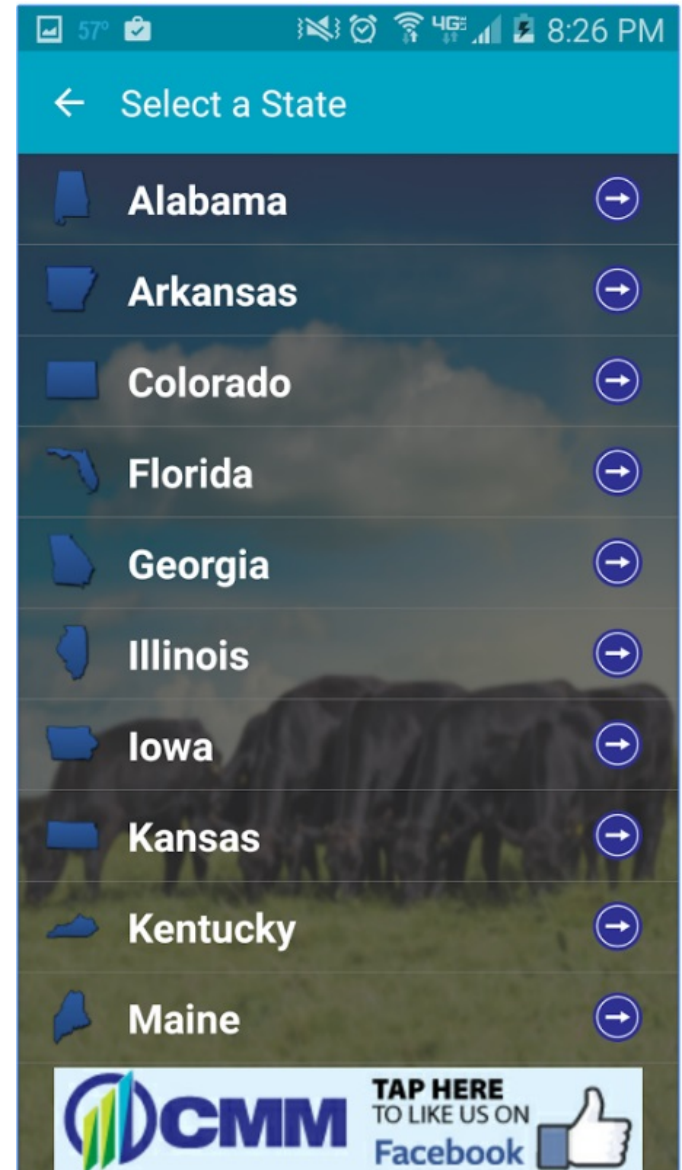 57° 4G 8:26 PM
Select a State
Alabama
Arkansas
Colorado
Florida
Georgia
Illinois
Iowa
Kansas
Kentucky
Maine
CMM
TAP HERE
TO LIKE US ON
Facebook